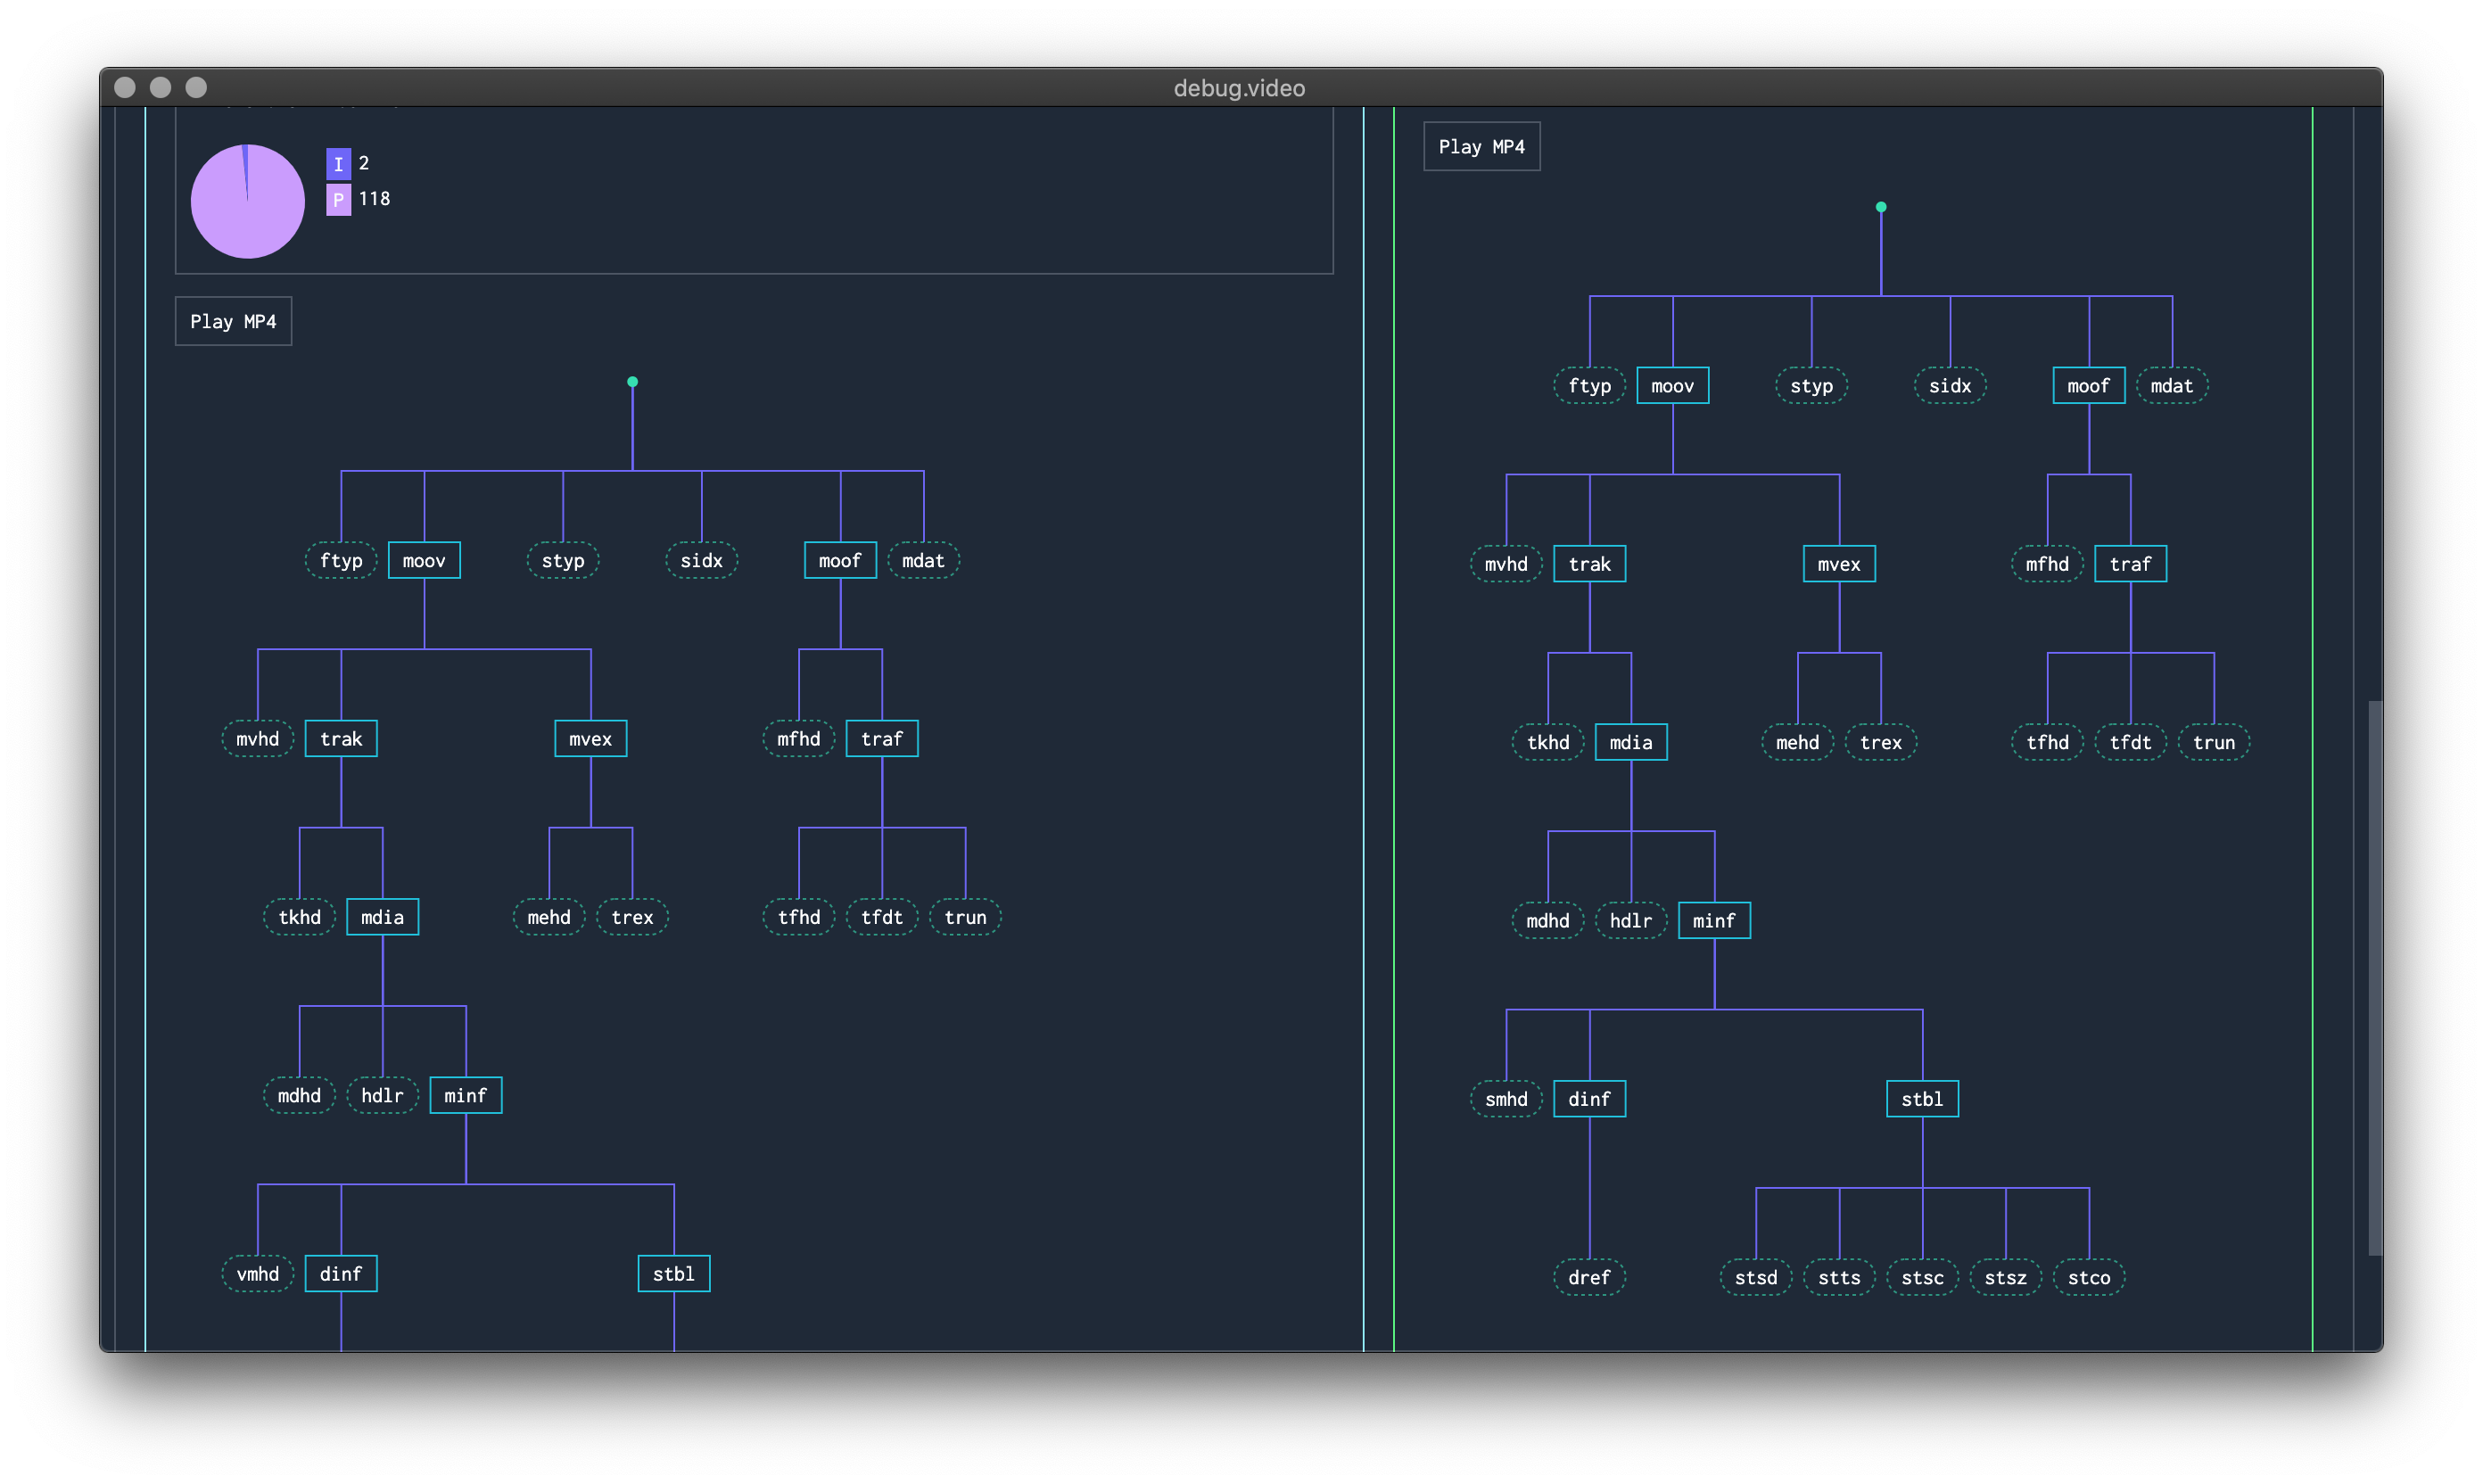 debug.video
I 2
P 118
Play MP4
ftyp moov styp sidx moof mdat
mvhd trak mvex mfhd traf
tkhd mdia mehd trex tfhd tfdt trun
mdhd hdlr minf
vmhd dinf stbl
Play MP4
ftyp moov styp sidx moof mdat
mvhd trak mvex mfhd traf
tkhd mdia mehd trex tfhd tfdt trun
mdhd hdlr minf
smhd dinf stbl
dref stsd stts stsc stsz stco